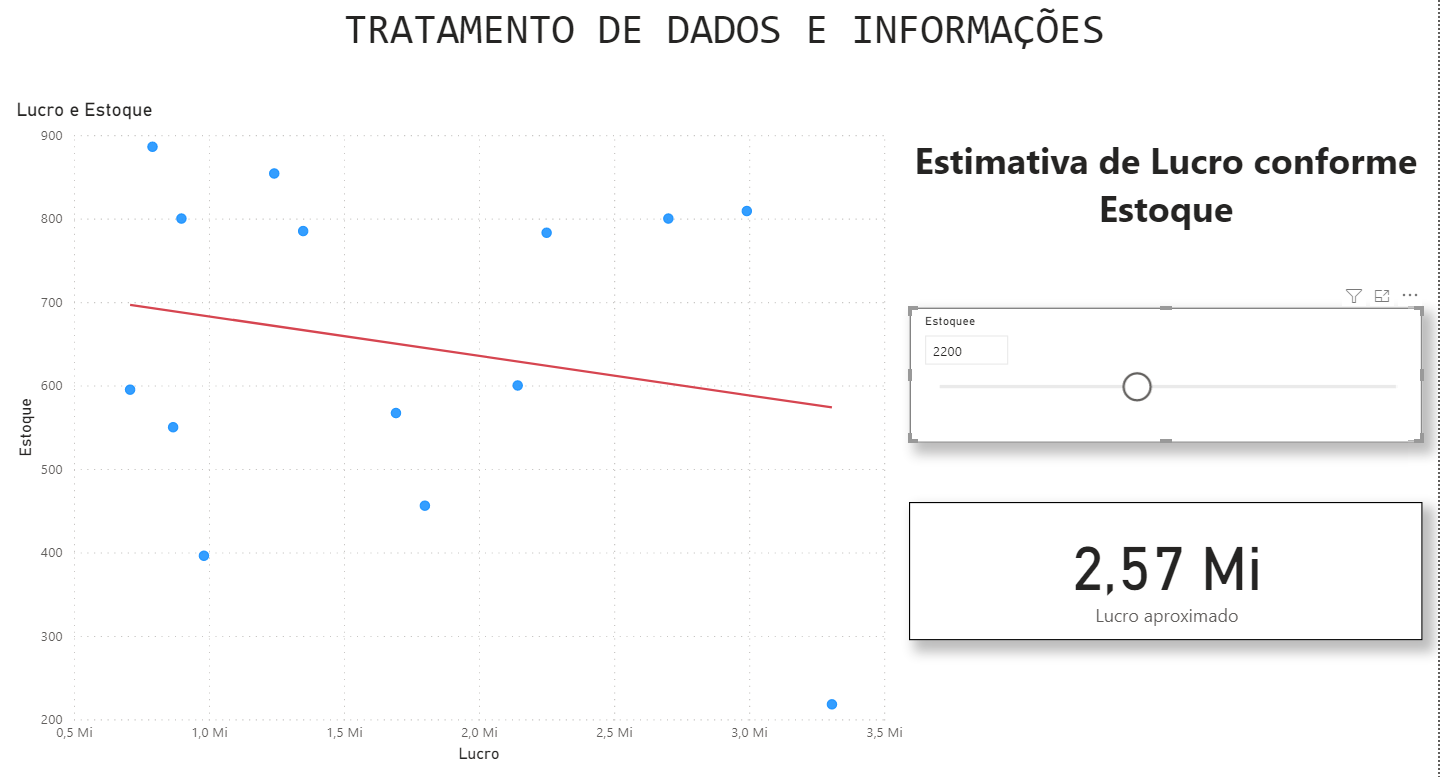 TRATAMENTO DE DADOS E INFORMAÇÕES
Lucro e Estoque
900
800
700
600
500
400
300
200
Estoque
0,5 Mi
1,0 Mi
1,5 Mi
2,0 Mi
2,5 Mi
3,0 Mi
3,5 Mi
Lucro
Estimativa de Lucro conforme
Estoque
Estoquee
2200
2,57 Mi
Lucro aproximado